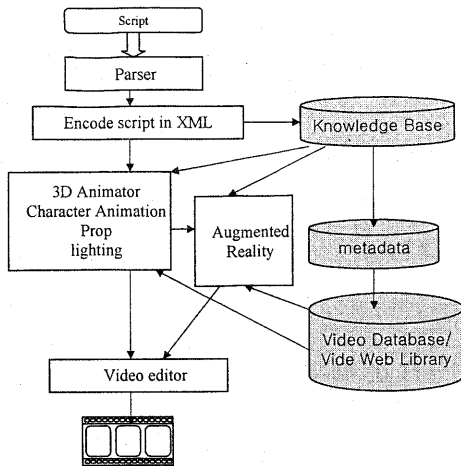 Script
Parser
Encode script in XML
Knowledge Base
3D Animator
Character Animation
Prop
lighting
Augmented
Reality
metadata
Video Database/
Vide Web Library
Video editor